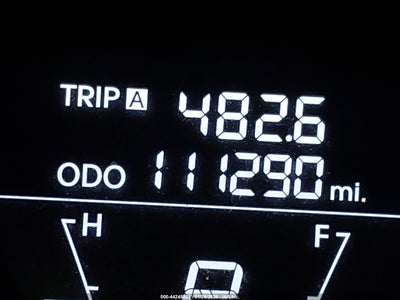 TRIP A 482.6
ODO 111290 mi.
H F